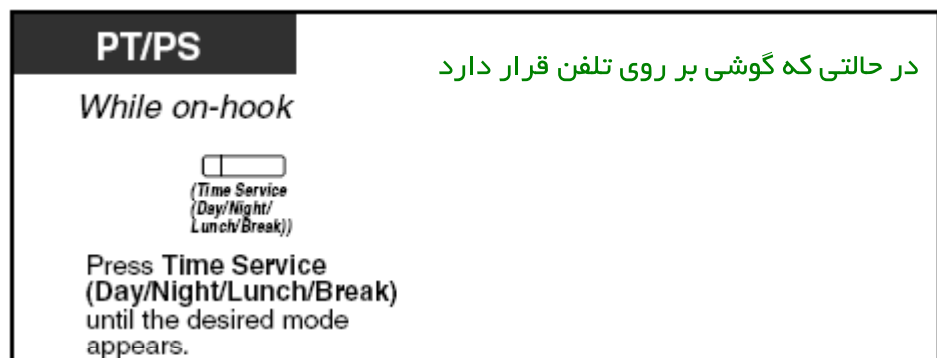 PT/PS
در حالتی که گوشی بر روی تلفن قرار دارد
While on-hook
(Time Service
(Day/Night/
Lunch/Break))
Press Time Service
(Day/Night/Lunch/Break)
until the desired mode
appears.